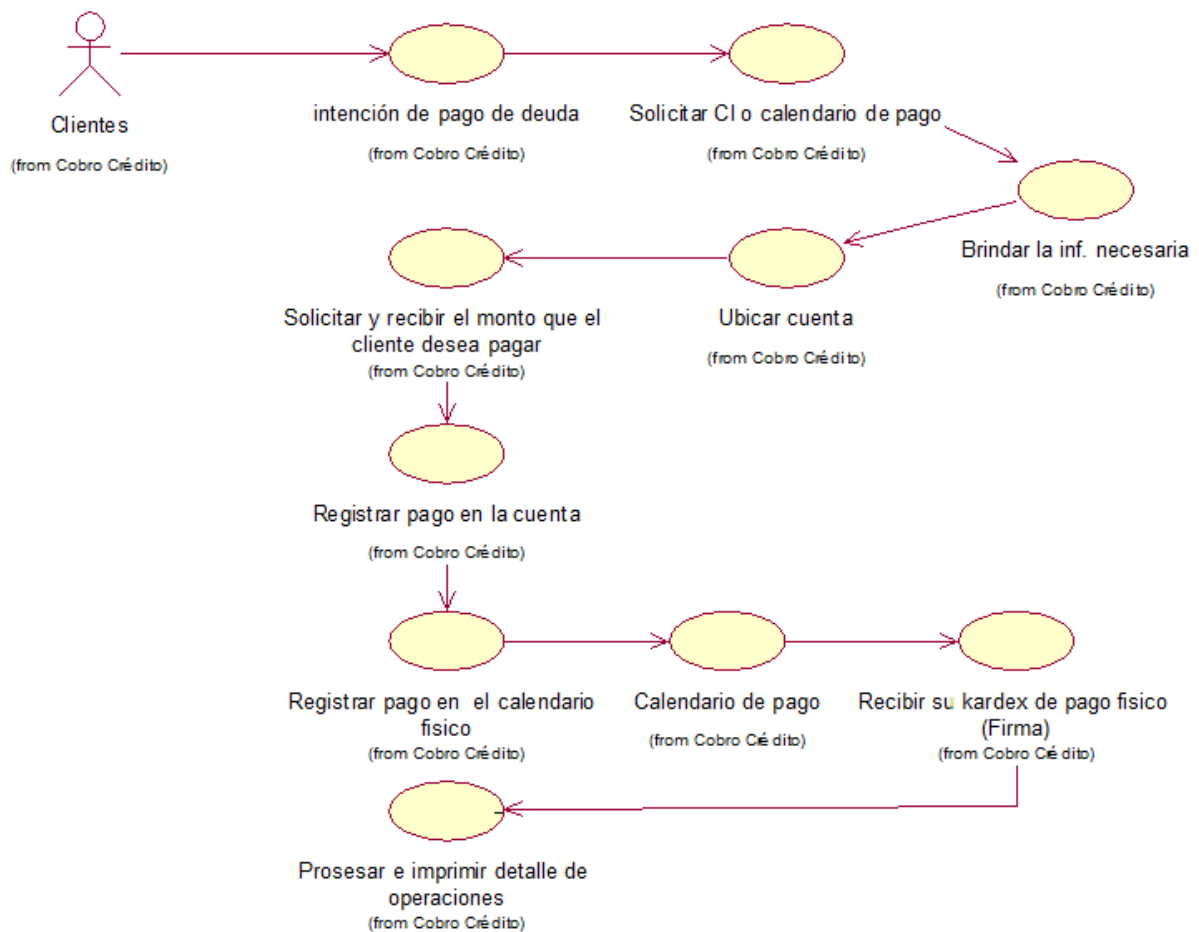 Clientes
(from Cobro Crédito)
intención de pago de deuda
(from Cobro Crédito)
Solicitar CI o calendario de pago
(from Cobro Crédito)
Brindar la inf. necesaria
(from Cobro Crédito)
Ubicar cuenta
(from Cobro Crédito)
Solicitar y recibir el monto que el
cliente desea pagar
(from Cobro Crédito)
Registrar pago en la cuenta
(from Cobro Crédito)
Registrar pago en el calendario
fisico
(from Cobro Crédito)
Calendario de pago
(from Cobro Crédito)
Recibir su kardex de pago fisico
(Firma)
(from Cobro Crédito)
Prosesar e imprimir detalle de
operaciones
(from Cobro Crédito)